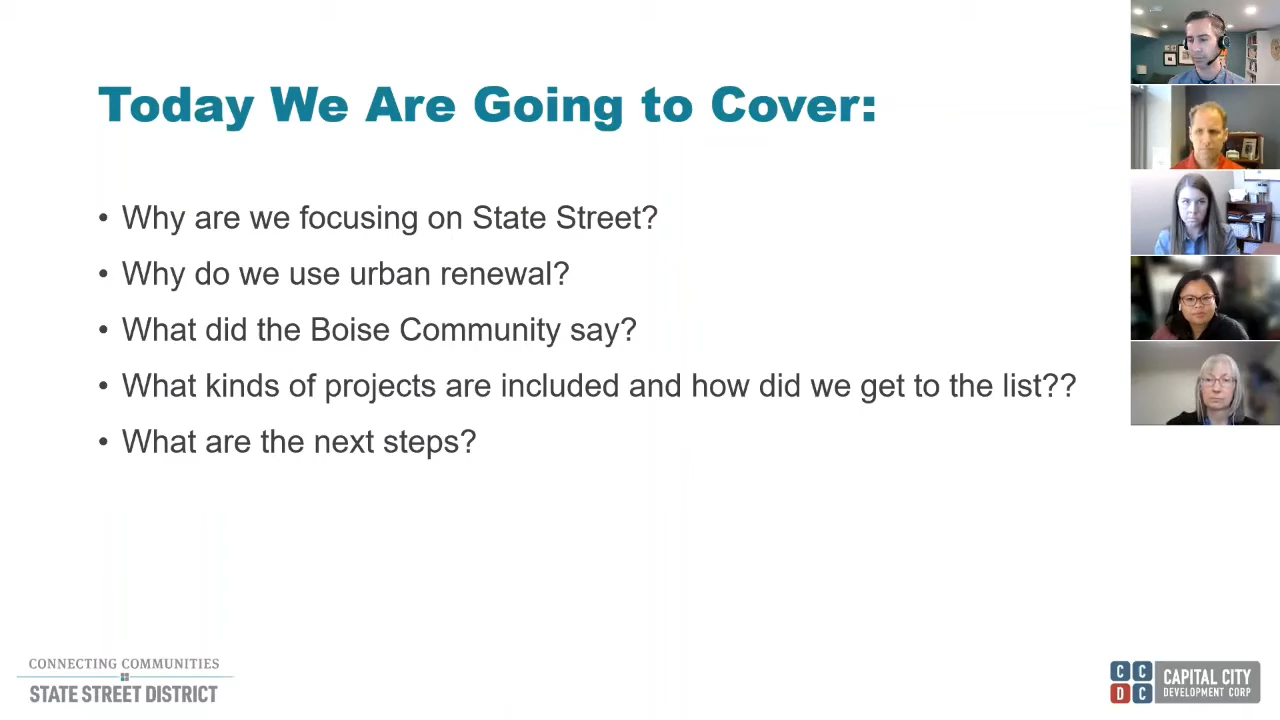 Today We Are Going to Cover:
• Why are we focusing on State Street?
• Why do we use urban renewal?
• What did the Boise Community say?
• What kinds of projects are included and how did we get to the list??
• What are the next steps?
CONNECTING COMMUNITIES
STATE STREET DISTRICT
C C
D C
CAPITAL CITY
DEVELOPMENT CORP